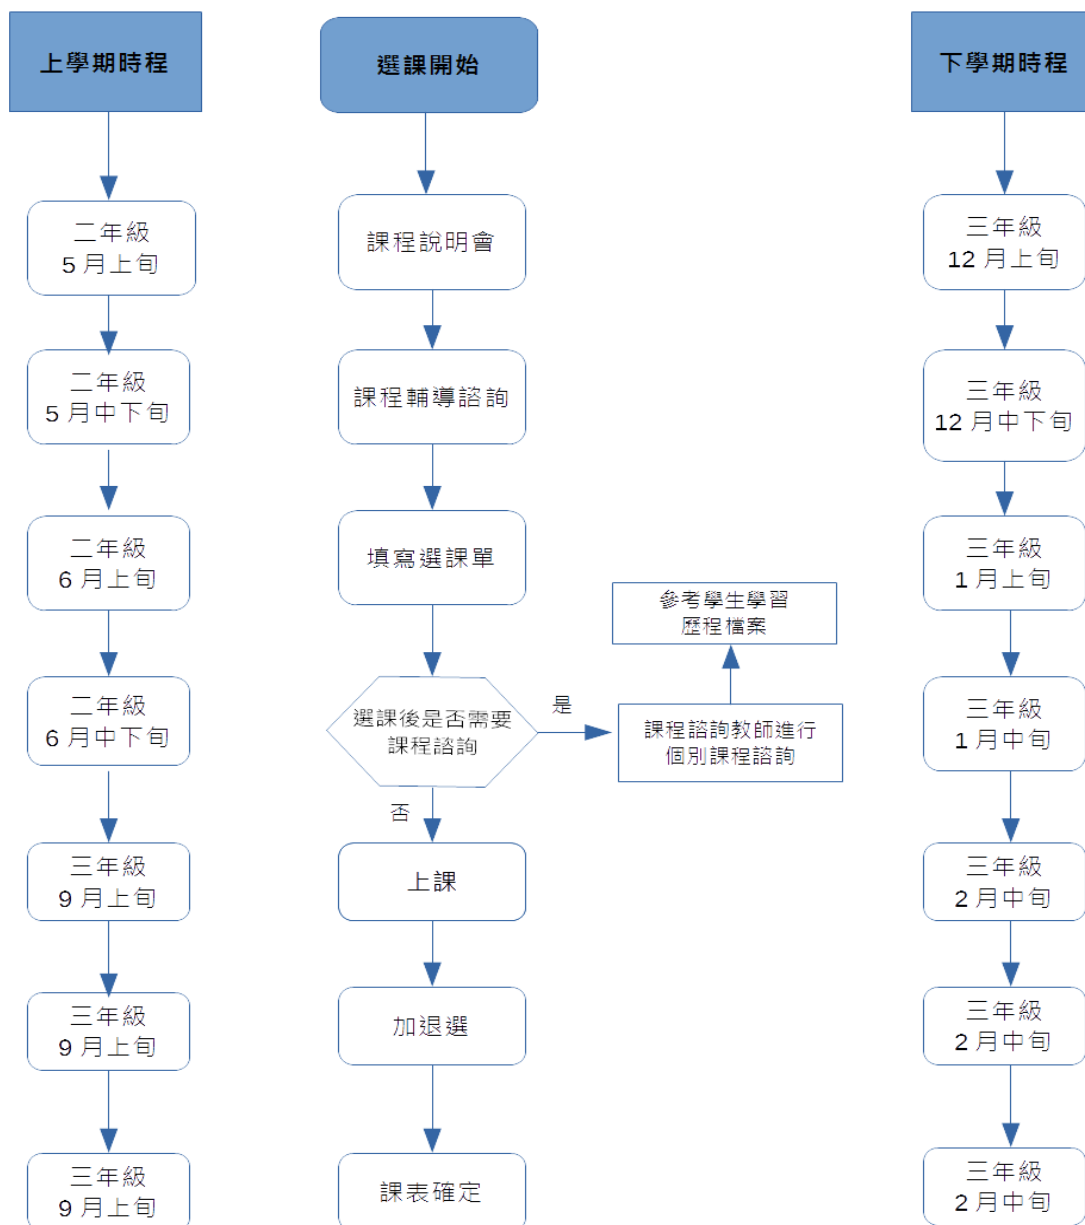 上學期時程
選課開始
下學期時程
二年級
5 月上旬
課程說明會
三年級
12 月上旬
二年級
5 月中下旬
課程輔導諮詢
三年級
12 月中下旬
二年級
6 月上旬
填寫選課單
三年級
1 月上旬
參考學生學習
歷程檔案
二年級
6 月中下旬
選課後是否需要
課程諮詢
是
課程諮詢教師進行
個別課程諮詢
三年級
1 月中旬
否
三年級
9 月上旬
上課
三年級
2 月中旬
三年級
9 月上旬
加退選
三年級
2 月中旬
三年級
9 月上旬
課表確定
三年級
2 月中旬